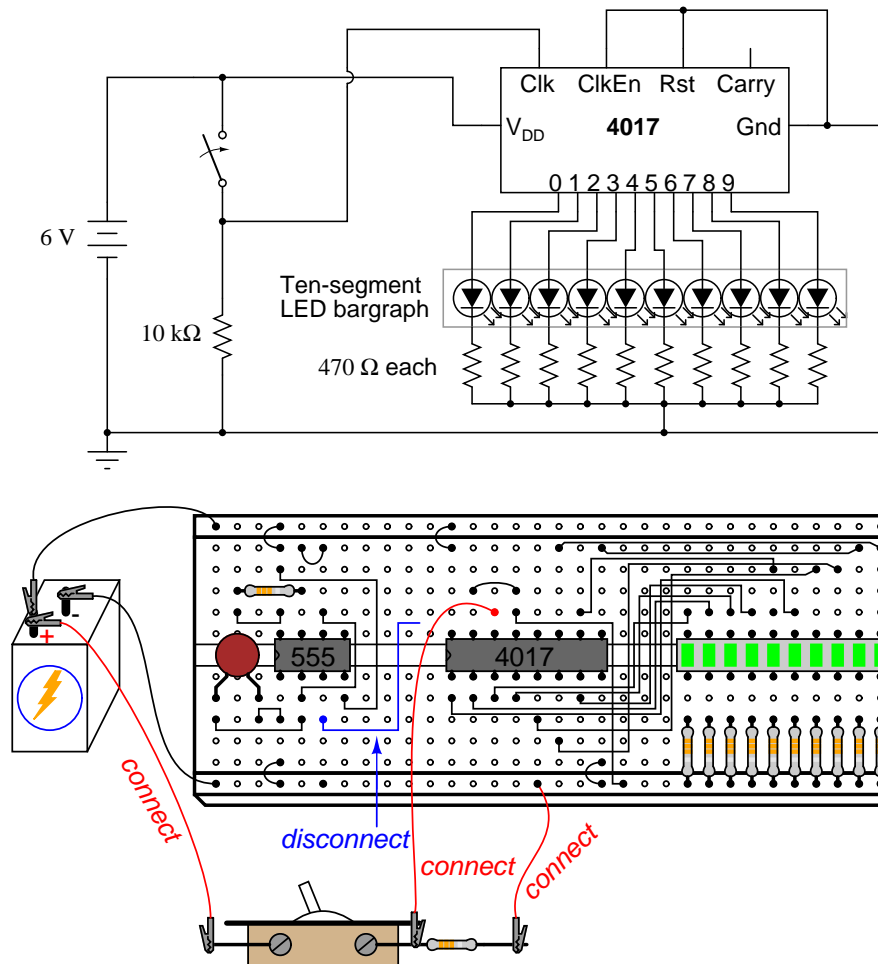 Clk ClkEn Rst Carry
V_DD 4017 Gnd
0 1 2 3 4 5 6 7 8 9
6 V
Ten-segment
LED bargraph
10 kΩ
470 Ω each
-
+
555
4017
connect
disconnect
connect
connect